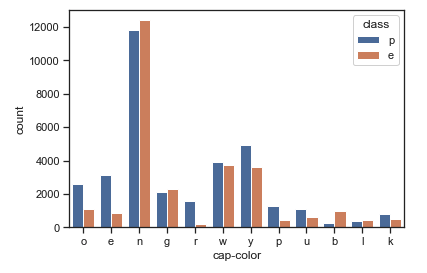 class
p
e
12000
10000
8000
6000
4000
2000
0
count
o e n g r w y p u b l k
cap-color